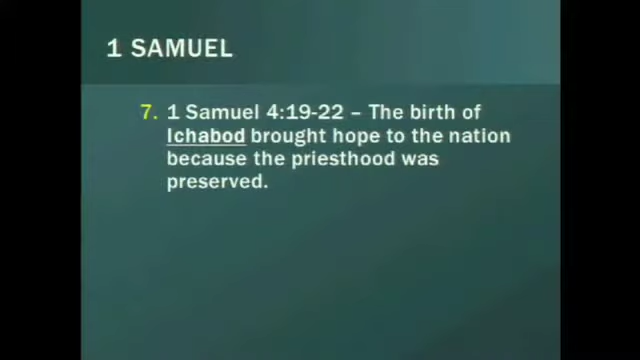 1 SAMUEL
7. 1 Samuel 4:19-22 – The birth of
Ichabod brought hope to the nation
because the priesthood was
preserved.